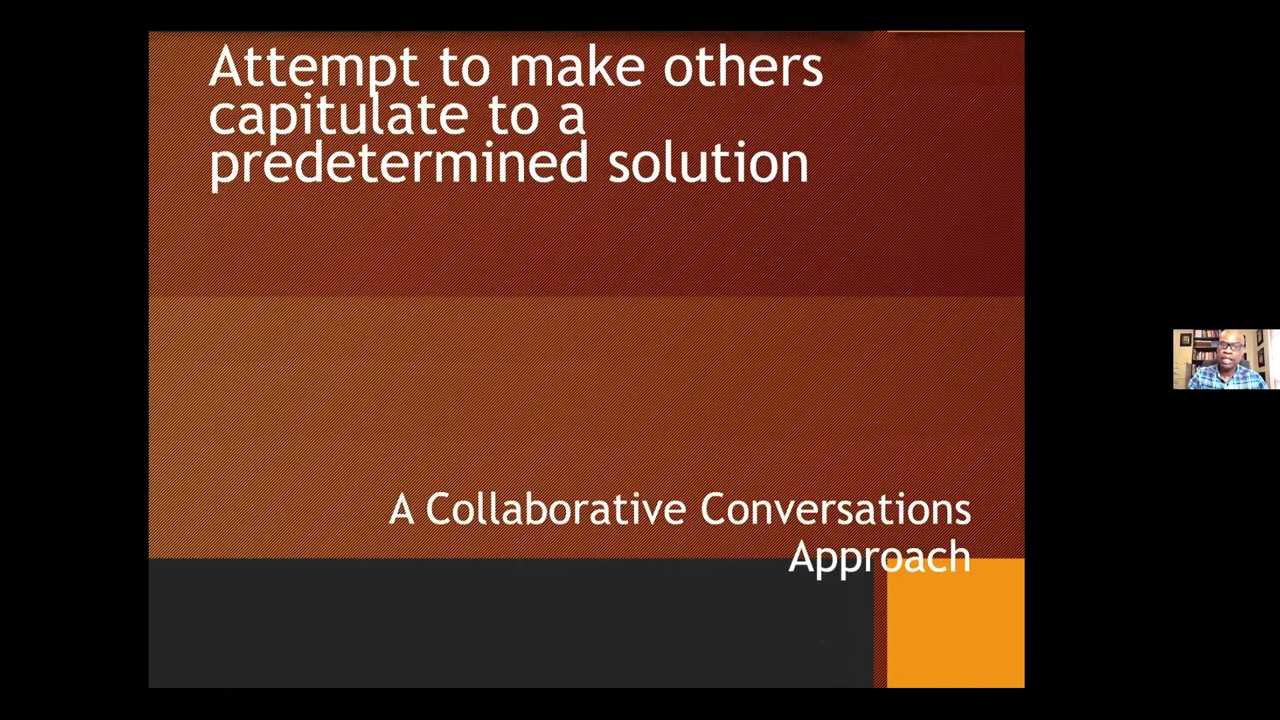 Attempt to make others
capitulate to a
predetermined solution
A Collaborative Conversations
Approach